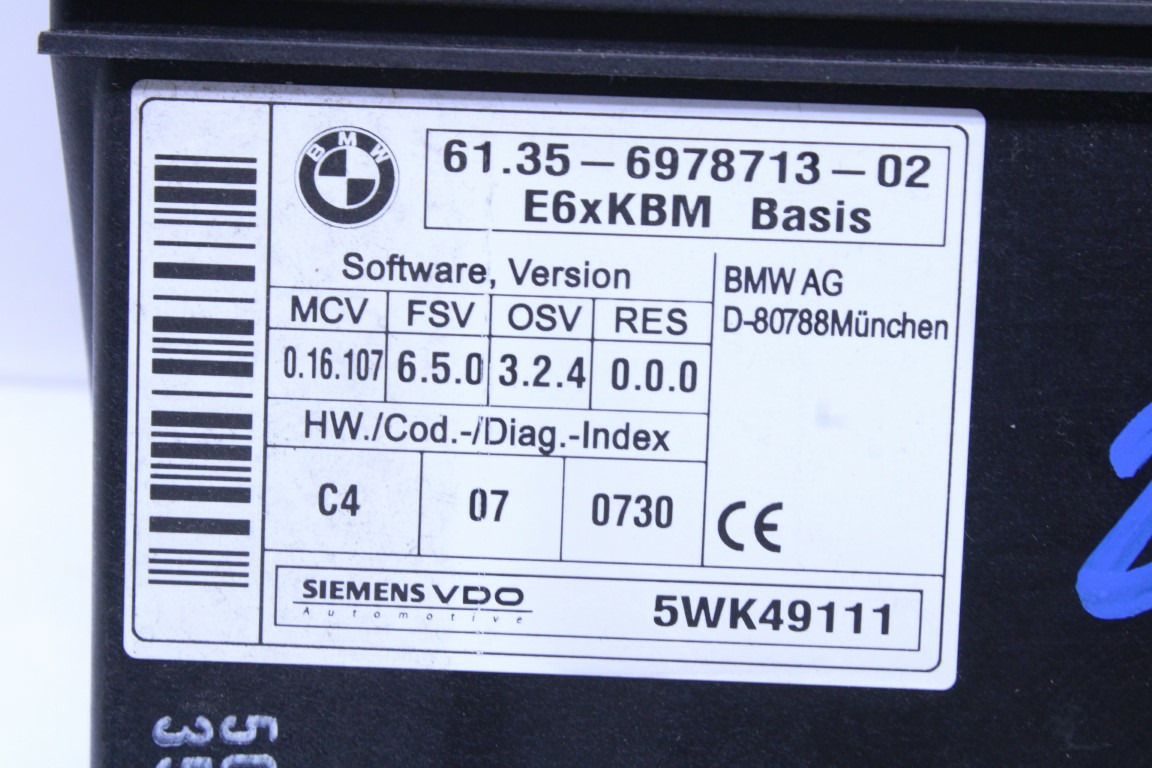 BMW
61.35-6978713-02
E6xKBM Basis
Software, Version
MCV FSV OSV RES
0.16.107 6.5.0 3.2.4 0.0.0
BMW AG
D-80788München
HW./Cod.-/Diag.-Index
C4 07 0730
CE
SIEMENS VDO
Automotive
5WK49111